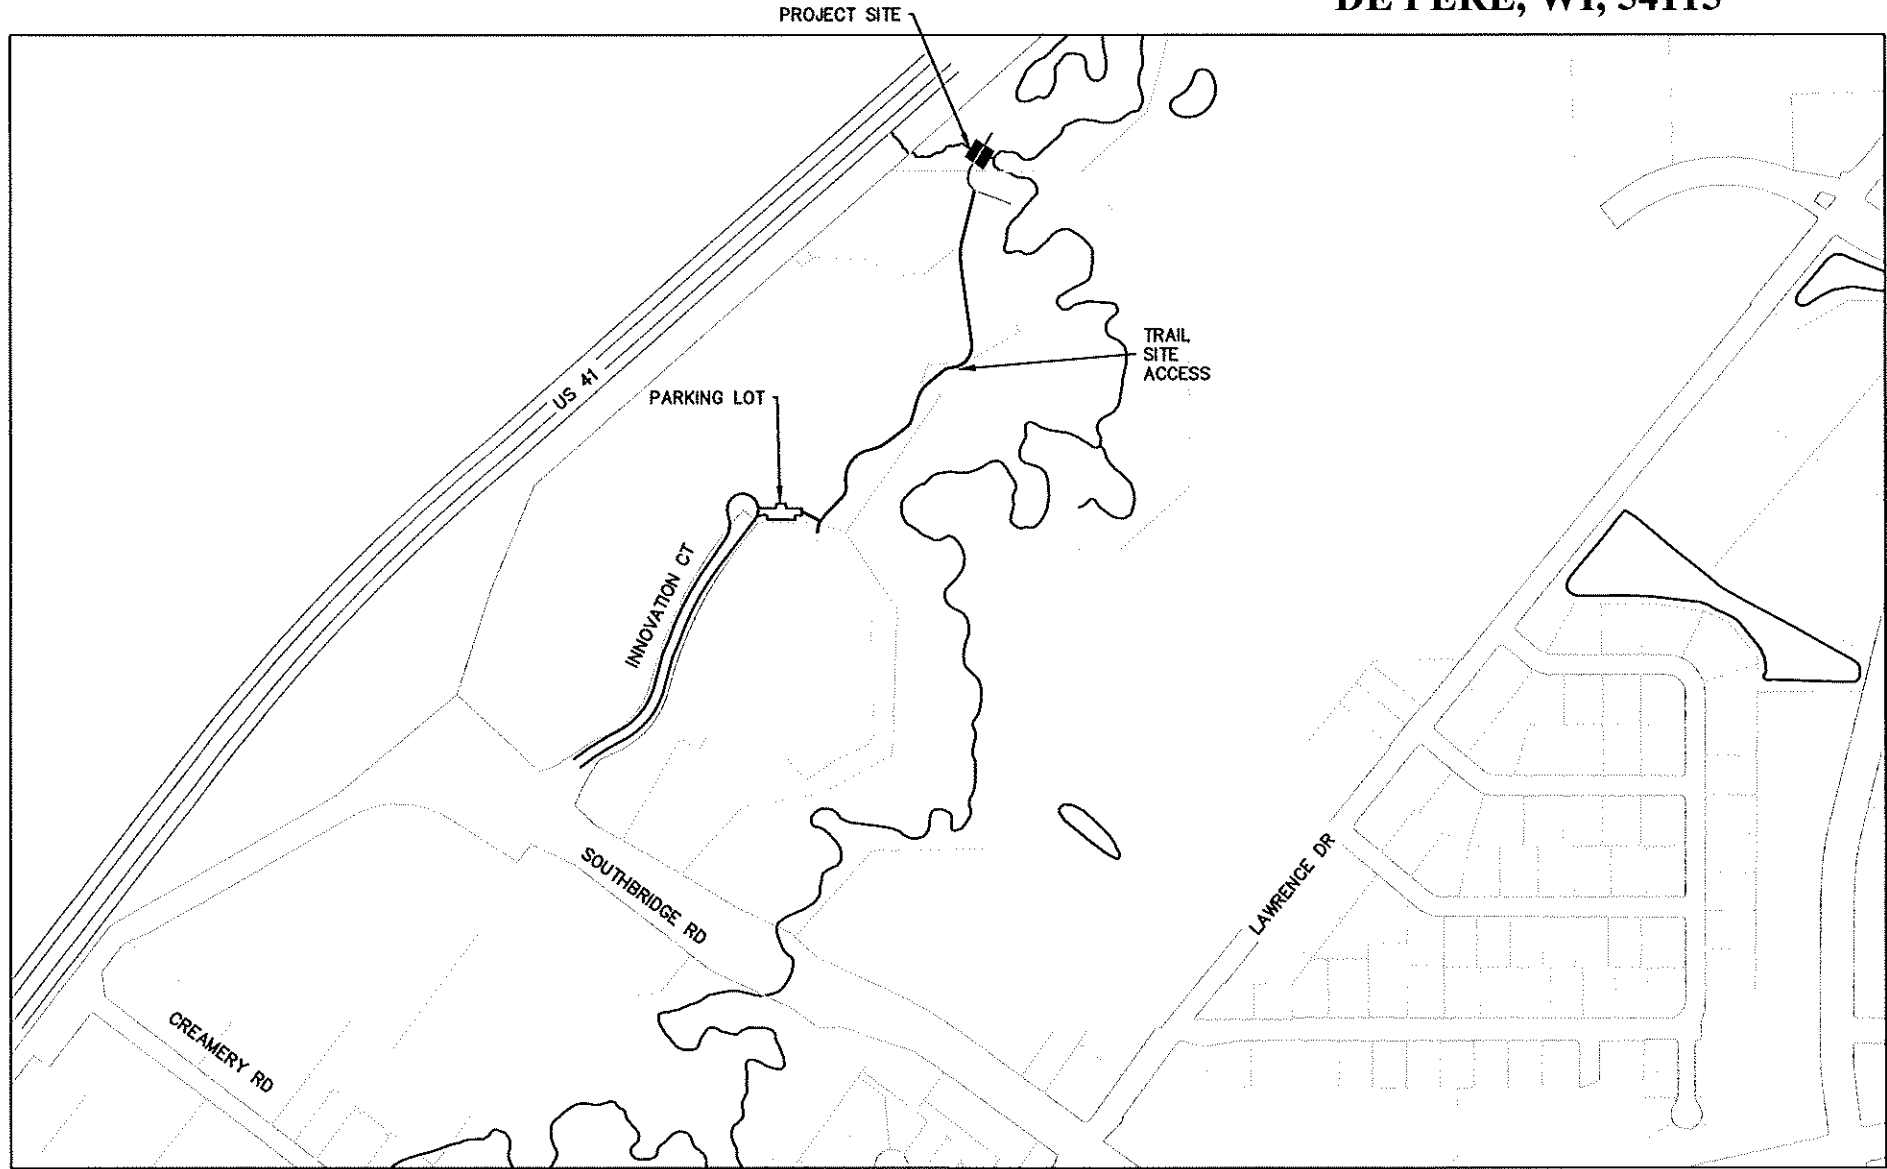 DE PERE, WI, 54115
PROJECT SITE
TRAIL
SITE
ACCESS
US 41
PARKING LOT
INNOVATION CT
SOUTHBRIDGE RD
LAWRENCE DR
CREAMERY RD